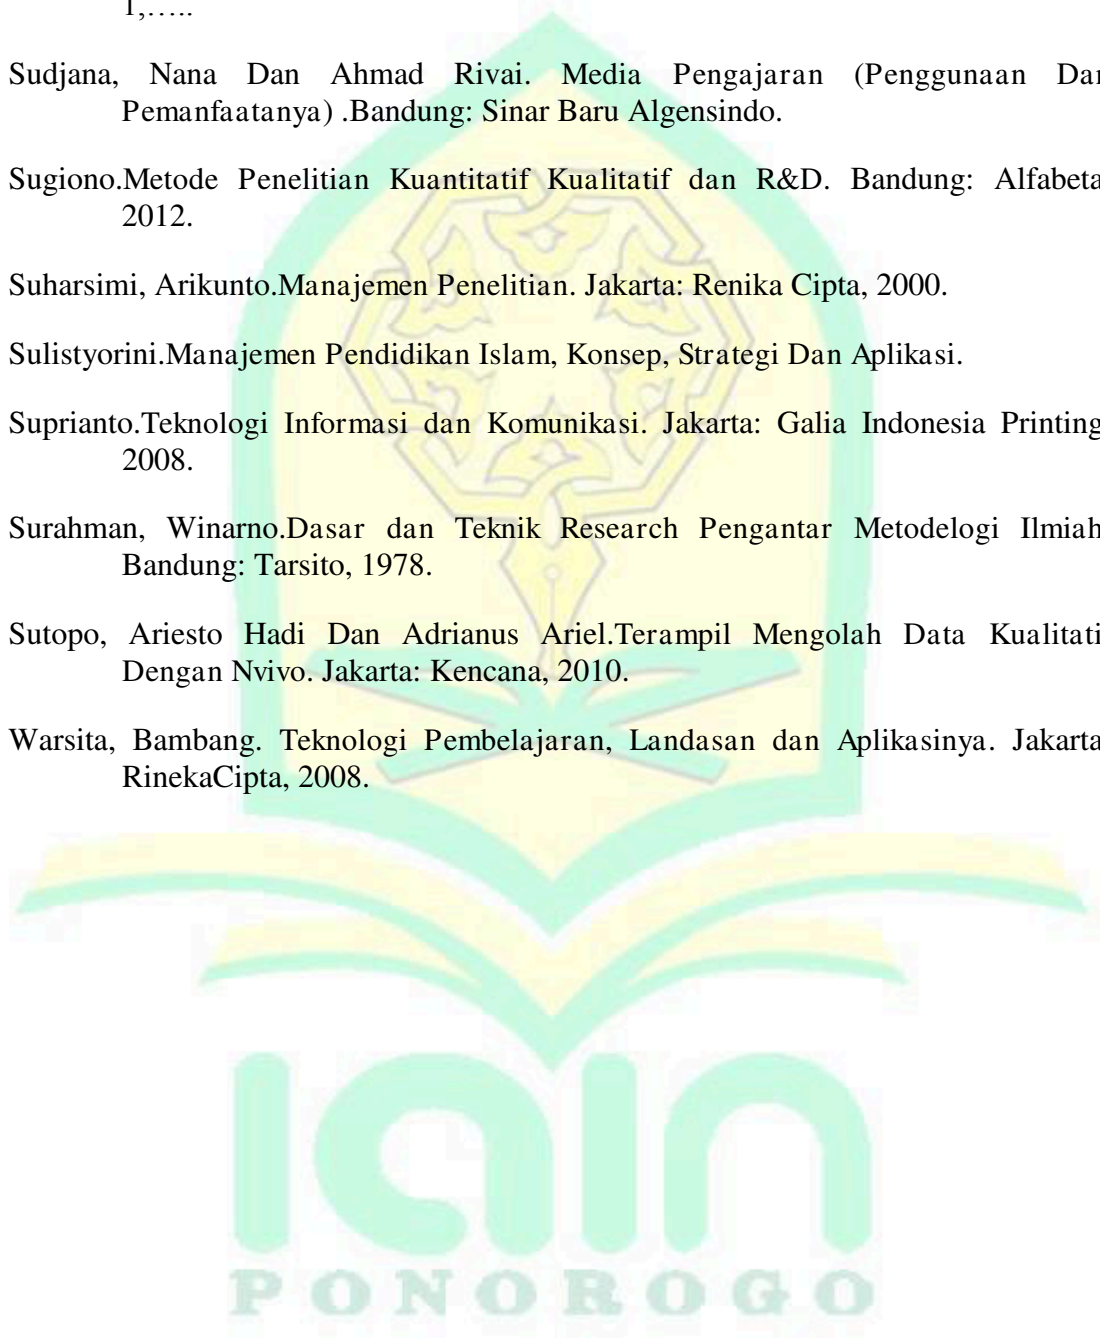 1,…..
Sudjana, Nana Dan Ahmad Rivai. Media Pengajaran (Penggunaan Dan
Pemanfaatanya) .Bandung: Sinar Baru Algensindo.
Sugiono.Metode Penelitian Kuantitatif Kualitatif dan R&D. Bandung: Alfabeta
2012.
Suharsimi, Arikunto.Manajemen Penelitian. Jakarta: Renika Cipta, 2000.
Sulistyorini.Manajemen Pendidikan Islam, Konsep, Strategi Dan Aplikasi.
Suprianto.Teknologi Informasi dan Komunikasi. Jakarta: Galia Indonesia Printing
2008.
Surahman, Winarno.Dasar dan Teknik Research Pengantar Metodelogi Ilmiah
Bandung: Tarsito, 1978.
Sutopo, Ariesto Hadi Dan Adrianus Ariel.Terampil Mengolah Data Kualitati
Dengan Nvivo. Jakarta: Kencana, 2010.
Warsita, Bambang. Teknologi Pembelajaran, Landasan dan Aplikasinya. Jakarta
RinekaCipta, 2008.
iain
PONOROGO